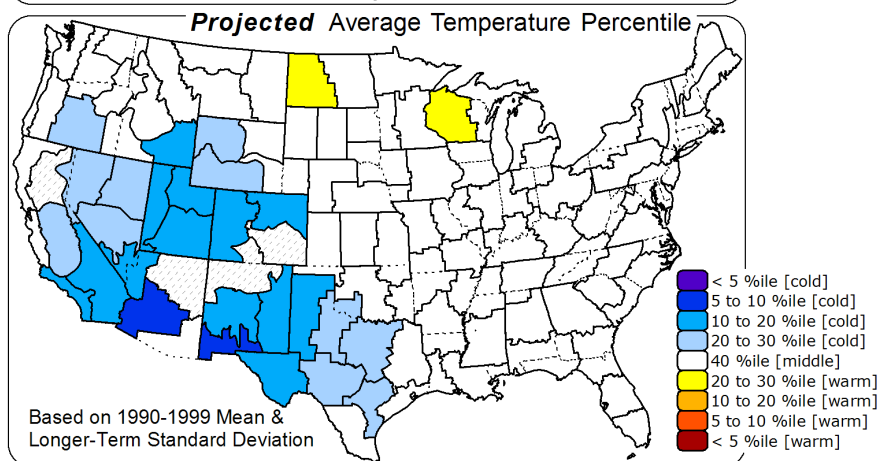 Projected Average Temperature Percentile
< 5 %ile [cold]
5 to 10 %ile [cold]
10 to 20 %ile [cold]
20 to 30 %ile [cold]
40 %ile [middle]
20 to 30 %ile [warm]
10 to 20 %ile [warm]
5 to 10 %ile [warm]
< 5 %ile [warm]
Based on 1990-1999 Mean &
Longer-Term Standard Deviation